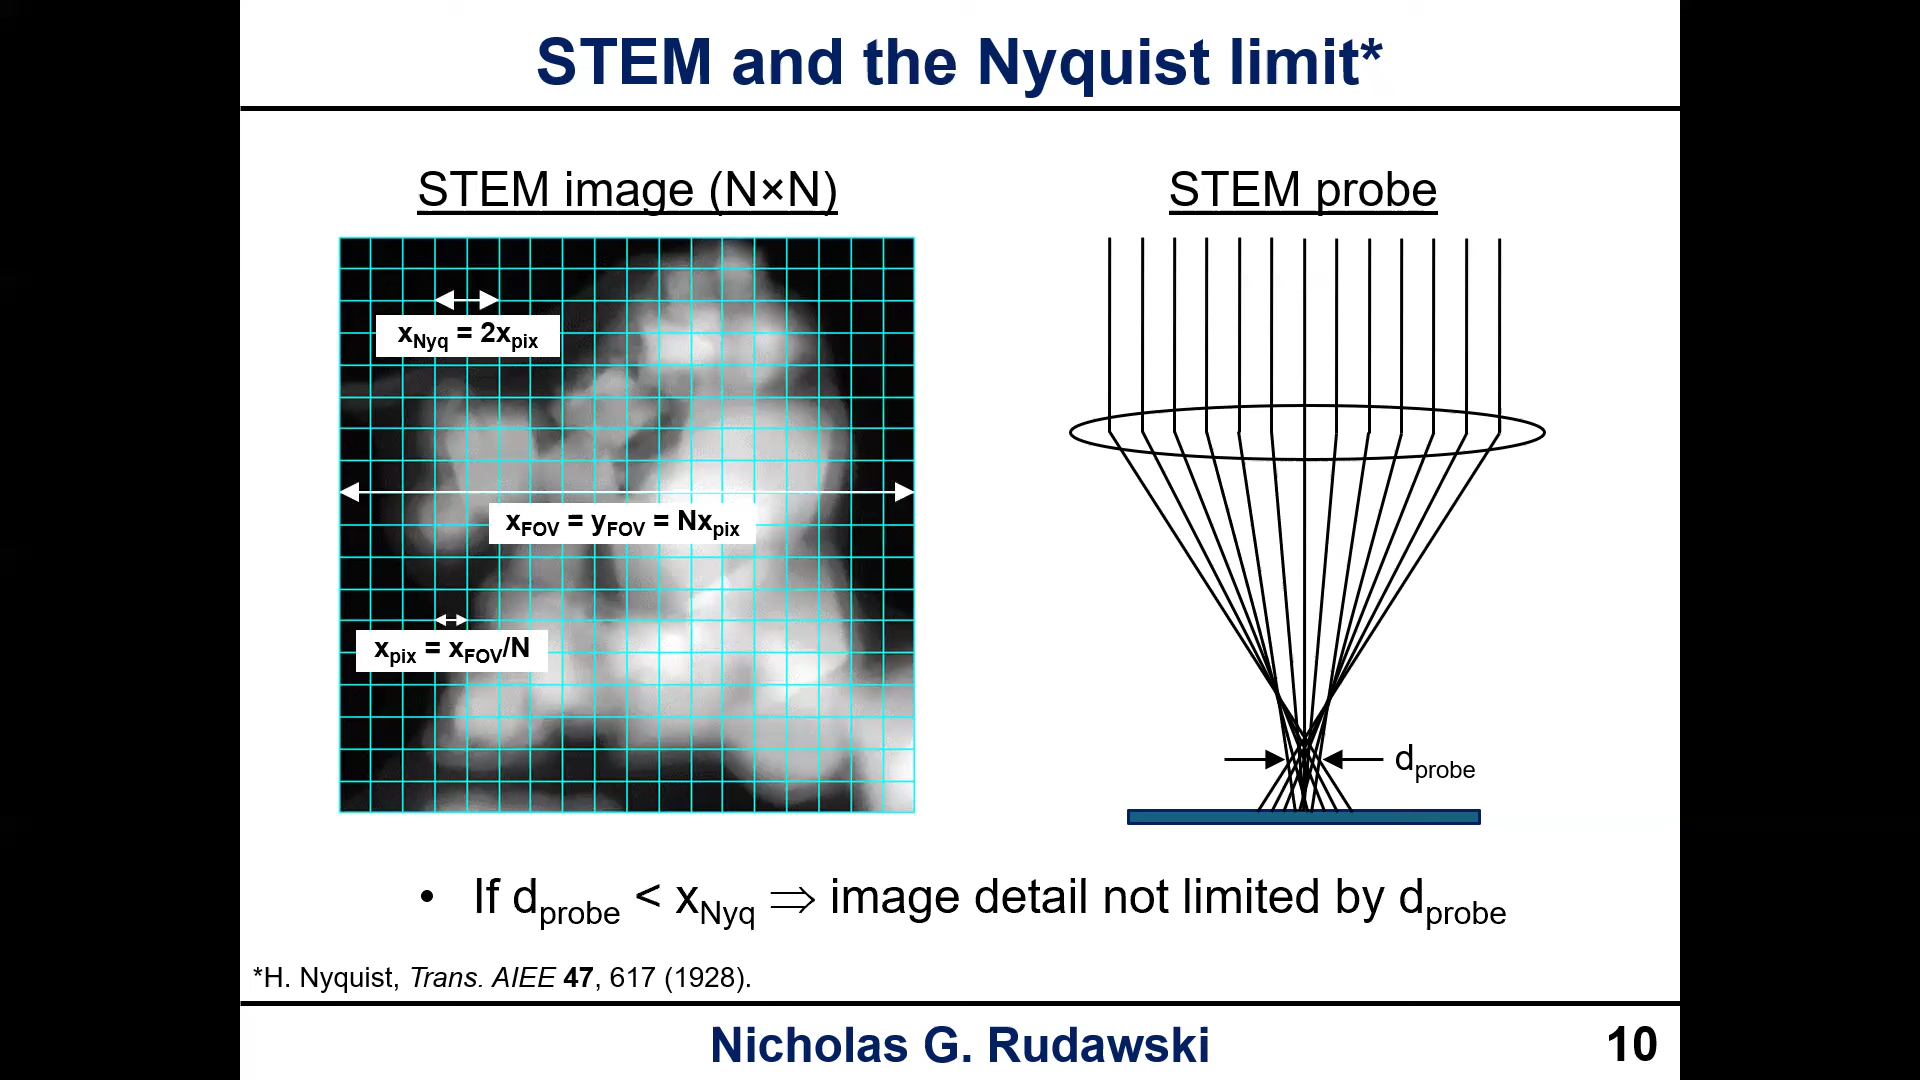 STEM and the Nyquist limit*
STEM image (N×N)
xNyq = 2xpix
xFOV = yFOV = Nxpix
xpix = xFOV/N
STEM probe
dprobe
• If dprobe < xNyq ⇒ image detail not limited by dprobe
*H. Nyquist, Trans. AIEE 47, 617 (1928).
Nicholas G. Rudawski
10